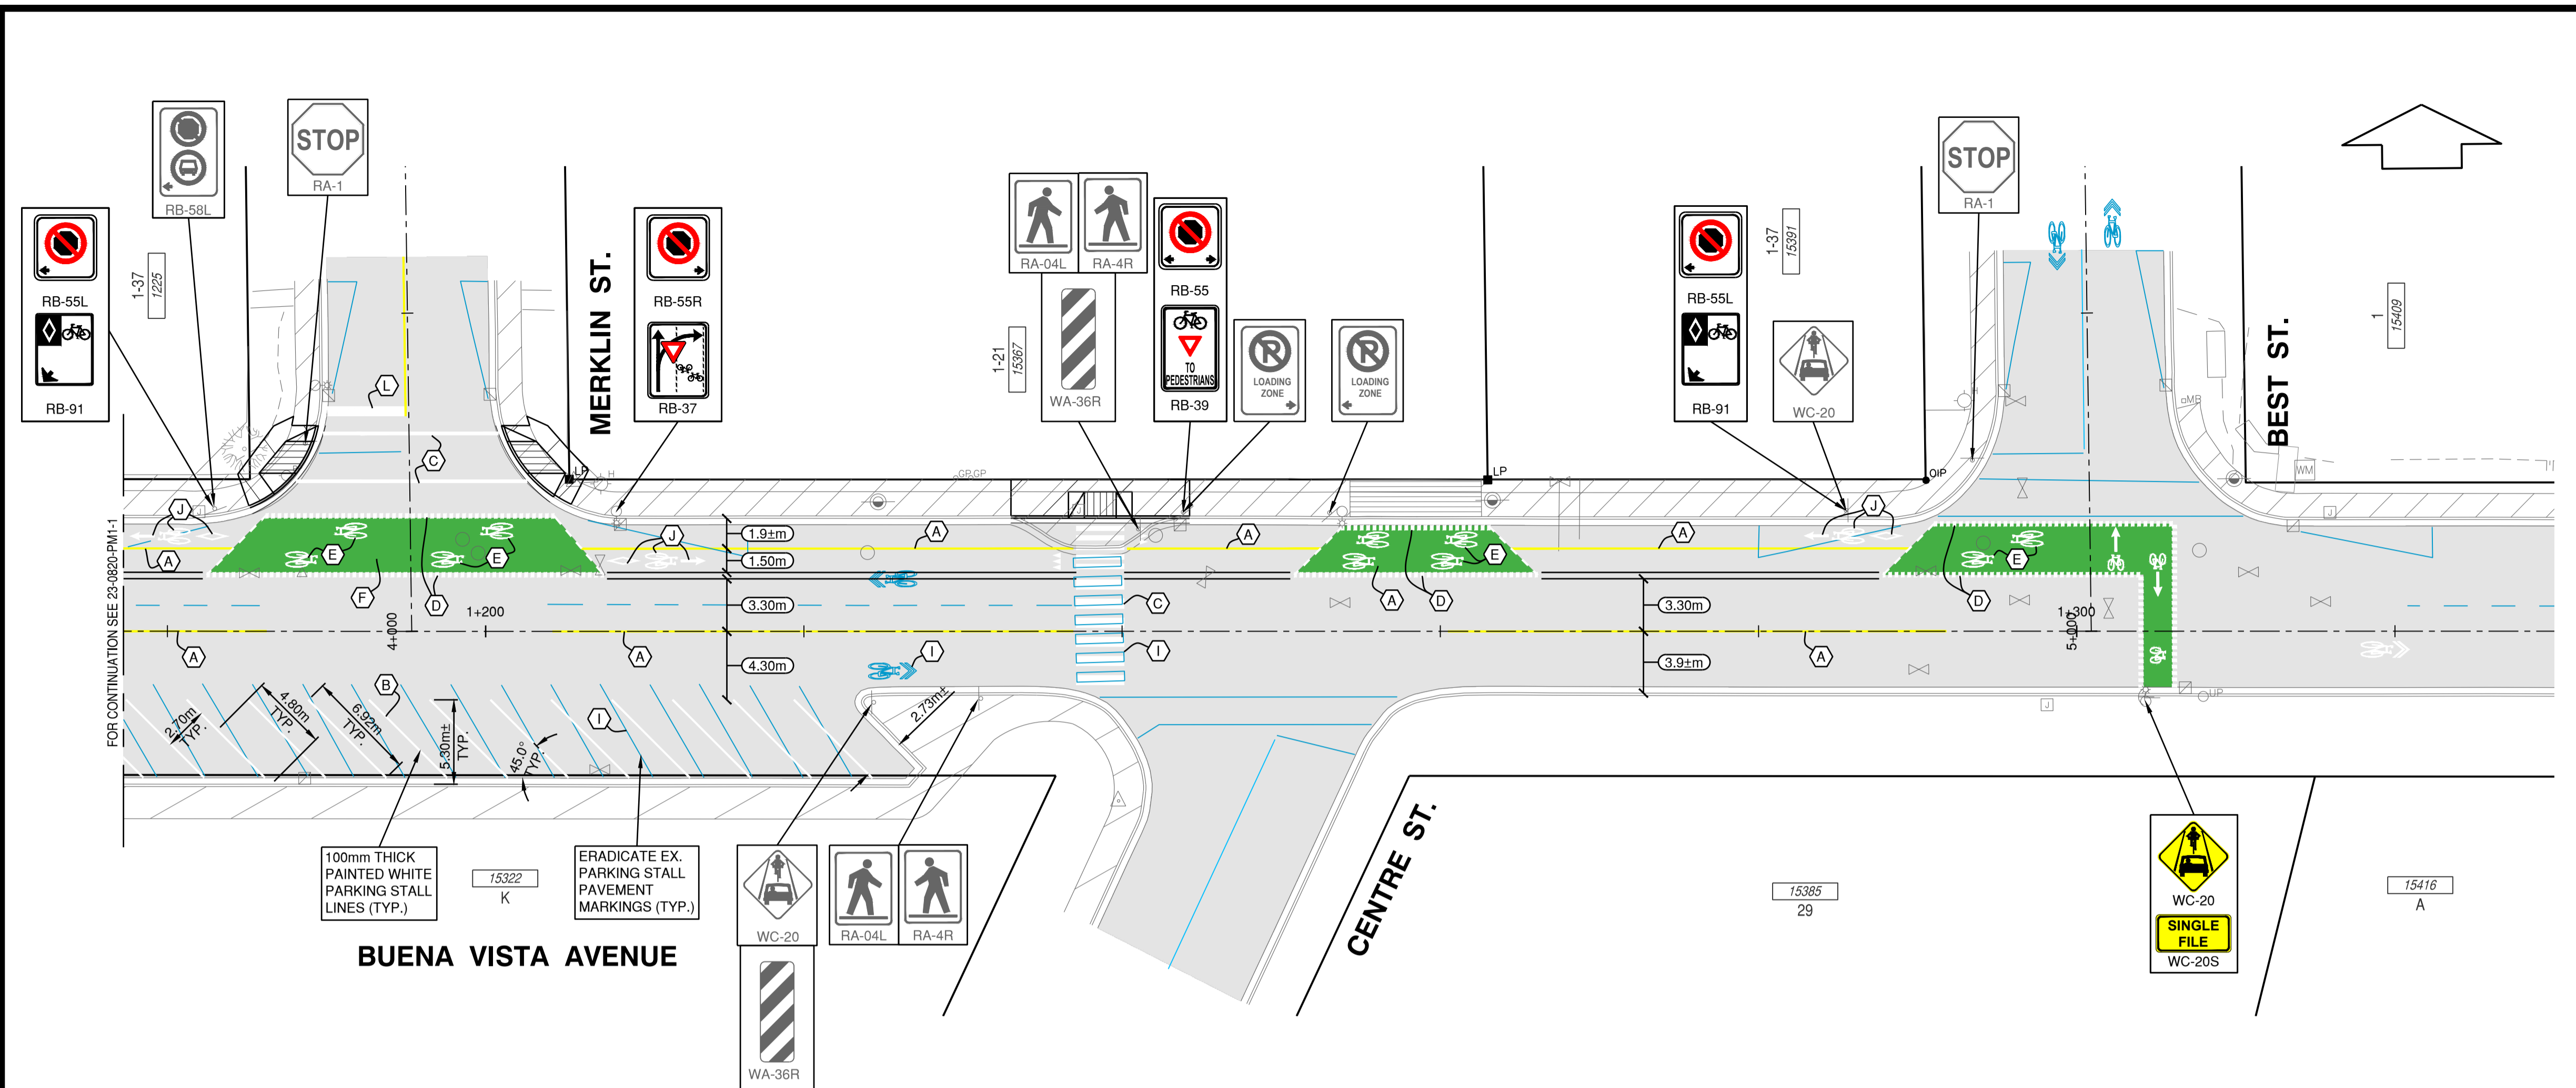 STOP
RA-1
RB-58L
RB-55L
RB-91
1-37
1225
MERKLIN ST.
RB-55R
RB-37
RA-04L
RA-4R
WA-36R
1-21
15367
RB-55
TO
PEDESTRIANS
RB-39
P
LOADING
ZONE
P
LOADING
ZONE
RB-55L
RB-91
1-37
15391
WC-20
STOP
RA-1
BEST ST.
1
15409
L
C
LP
H
GP.GP
LP
OIP
H
MR
WM
J
J
J
J
J
FOR CONTINUATION SEE 23-0820-PM1-1
A
E
E
F
D
J
A
A
E
A
D
A
J
E
D
1.9±m
1.50m
3.30m
4.30m
C
I
3.30m
3.9±m
4+000
1+200
1+300
5+000
A
A
A
I
B
I
2.70m
TYP.
4.80m
TYP.
6.92m
TYP.
5.30m±
TYP.
45.0°
TYP.
2.73m±
J
UP
100mm THICK
PAINTED WHITE
PARKING STALL
LINES (TYP.)
15322
K
ERADICATE EX.
PARKING STALL
PAVEMENT
MARKINGS (TYP.)
WC-20
WA-36R
RA-04L
RA-4R
BUENA VISTA AVENUE
CENTRE ST.
15385
29
WC-20
SINGLE
FILE
WC-20S
15416
A